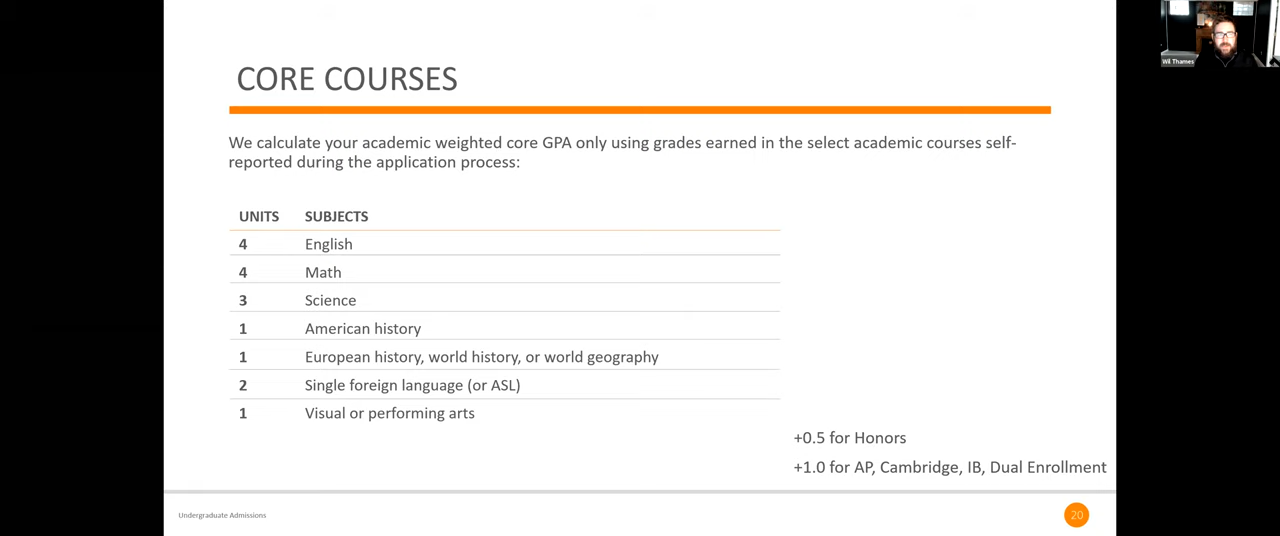 Wil Thames
CORE COURSES
We calculate your academic weighted core GPA only using grades earned in the select academic courses self-
reported during the application process:
UNITS SUBJECTS
4 English
4 Math
3 Science
1 American history
1 European history, world history, or world geography
2 Single foreign language (or ASL)
1 Visual or performing arts
+0.5 for Honors
+1.0 for AP, Cambridge, IB, Dual Enrollment
Undergraduate Admissions
20